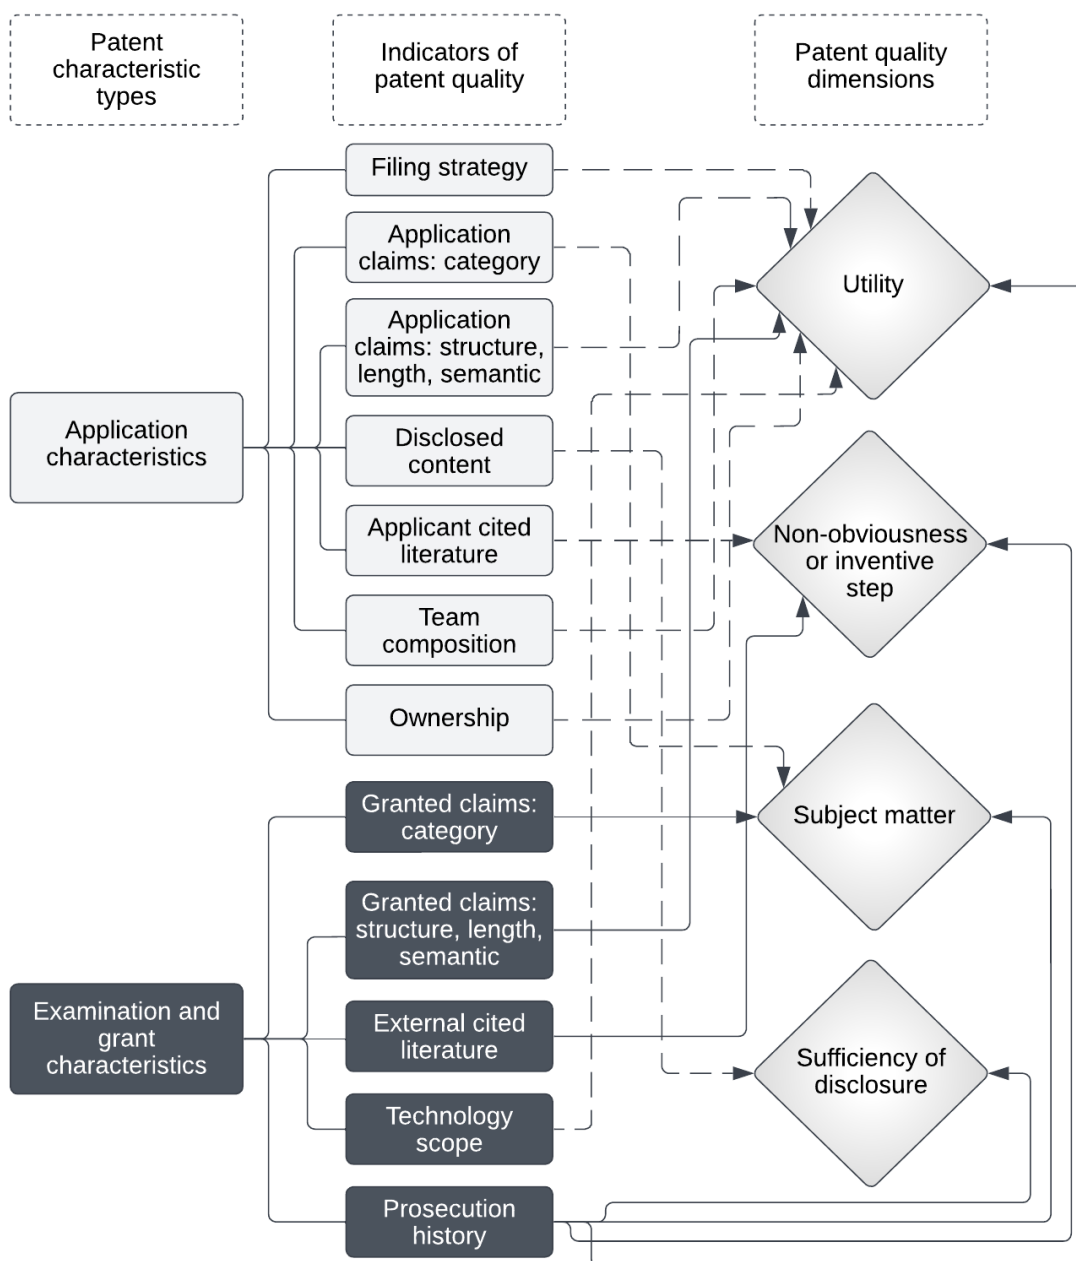 Patent
characteristic
types
Indicators of
patent quality
Patent quality
dimensions
Filing strategy
Application
claims: category
Application
claims: structure,
length, semantic
Disclosed
content
Applicant cited
literature
Team
composition
Ownership
Application
characteristics
Granted claims:
category
Granted claims:
structure, length,
semantic
External cited
literature
Technology
scope
Prosecution
history
Examination and
grant
characteristics
Utility
Non-obviousness
or inventive
step
Subject matter
Sufficiency of
disclosure